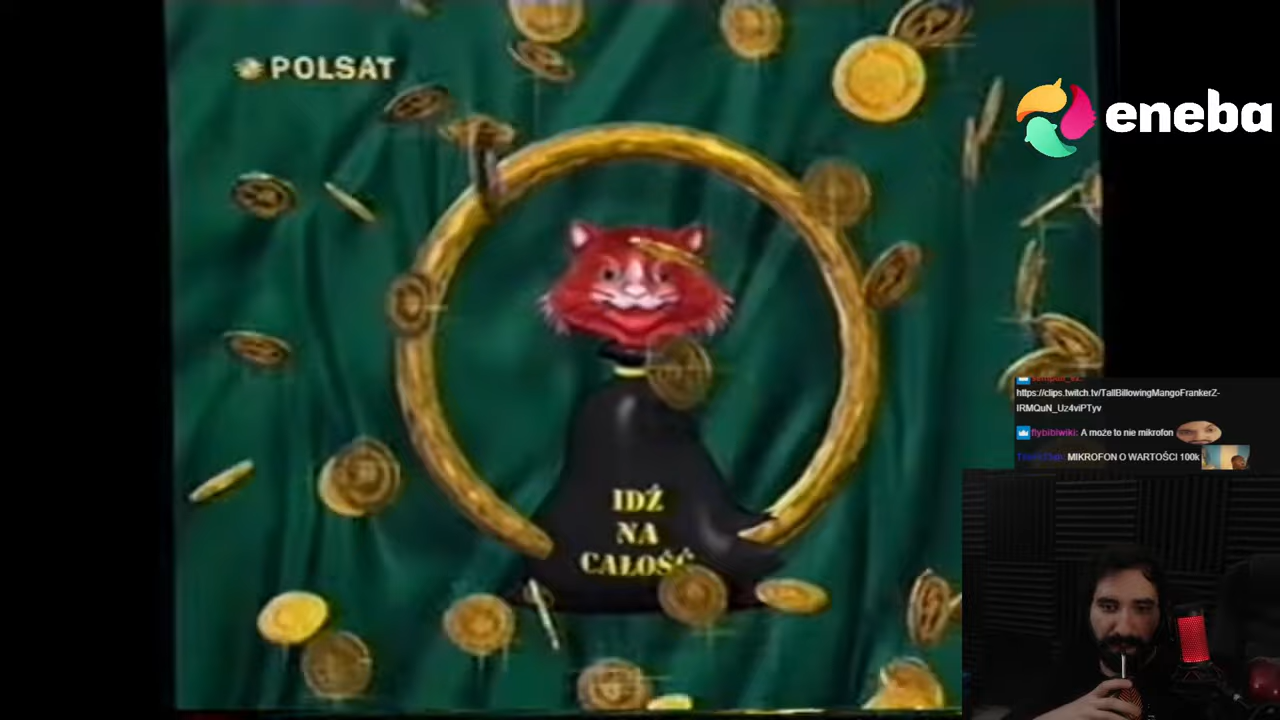 POLSAT
eneba
IDŹ
NA
CAŁOŚĆ
https://clips.twitch.tv/TallBillowingMangoFrankerZ-
IRMQuN_Uz4viPTyv
flybibiwiki: A może to nie mikrofon
MIKROFON O WARTOŚCI 100k